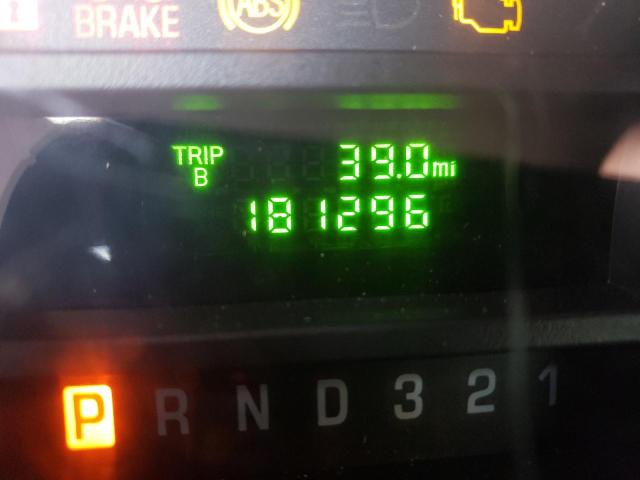 BRAKE
ABS
TRIP B 39.0 mi
181296
P R N D 3 2 1